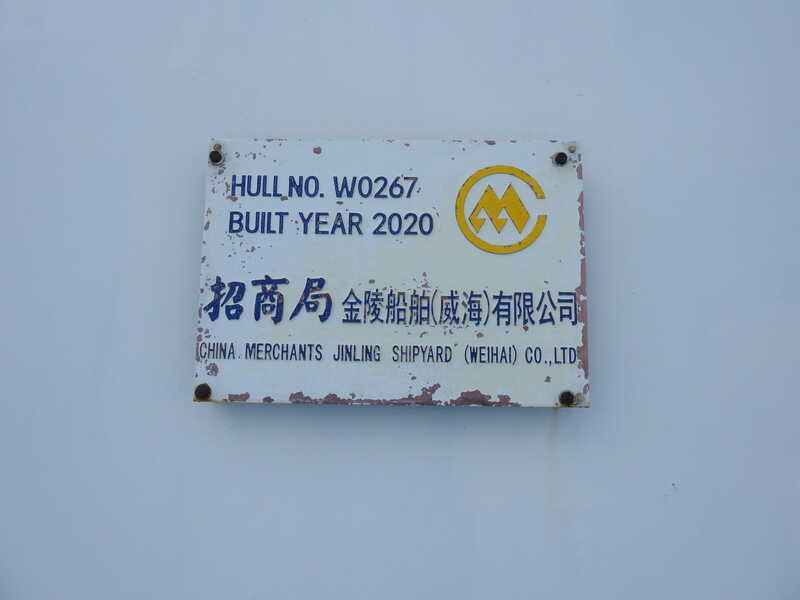 HULL NO. W0267
BUILT YEAR 2020
招商局 金陵船舶(威海)有限公司
CHINA MERCHANTS JINLING SHIPYARD (WEIHAI) CO.,LTD